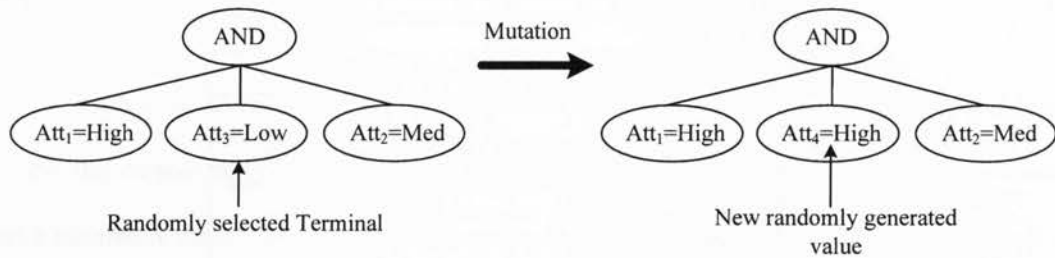 AND
Mutation
AND
Att₁=High
Att₃=Low
Att₂=Med
Att₁=High
Att₄=High
Att₂=Med
Randomly selected Terminal
New randomly generated
value